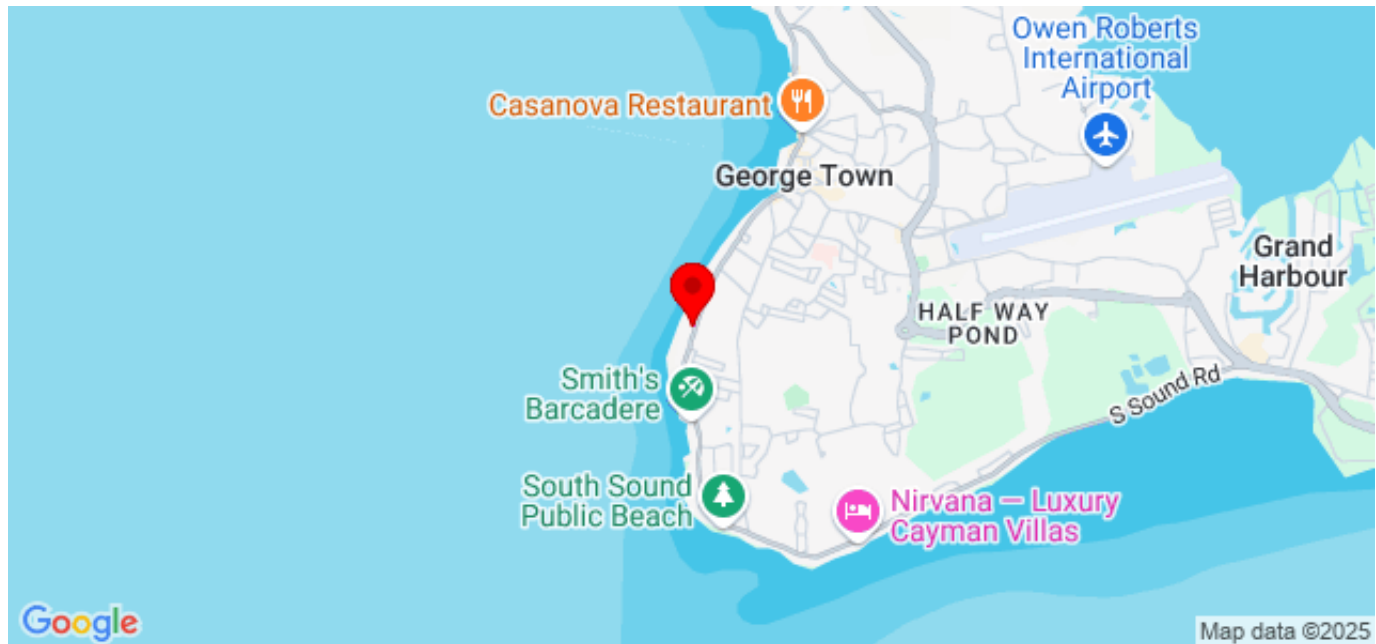 Owen Roberts
International
Airport
Casanova Restaurant
George Town
Grand
Harbour
HALF WAY
POND
Smith's
Barcadere
S Sound Rd
South Sound
Public Beach
Nirvana — Luxury
Cayman Villas
Google
Map data ©2025